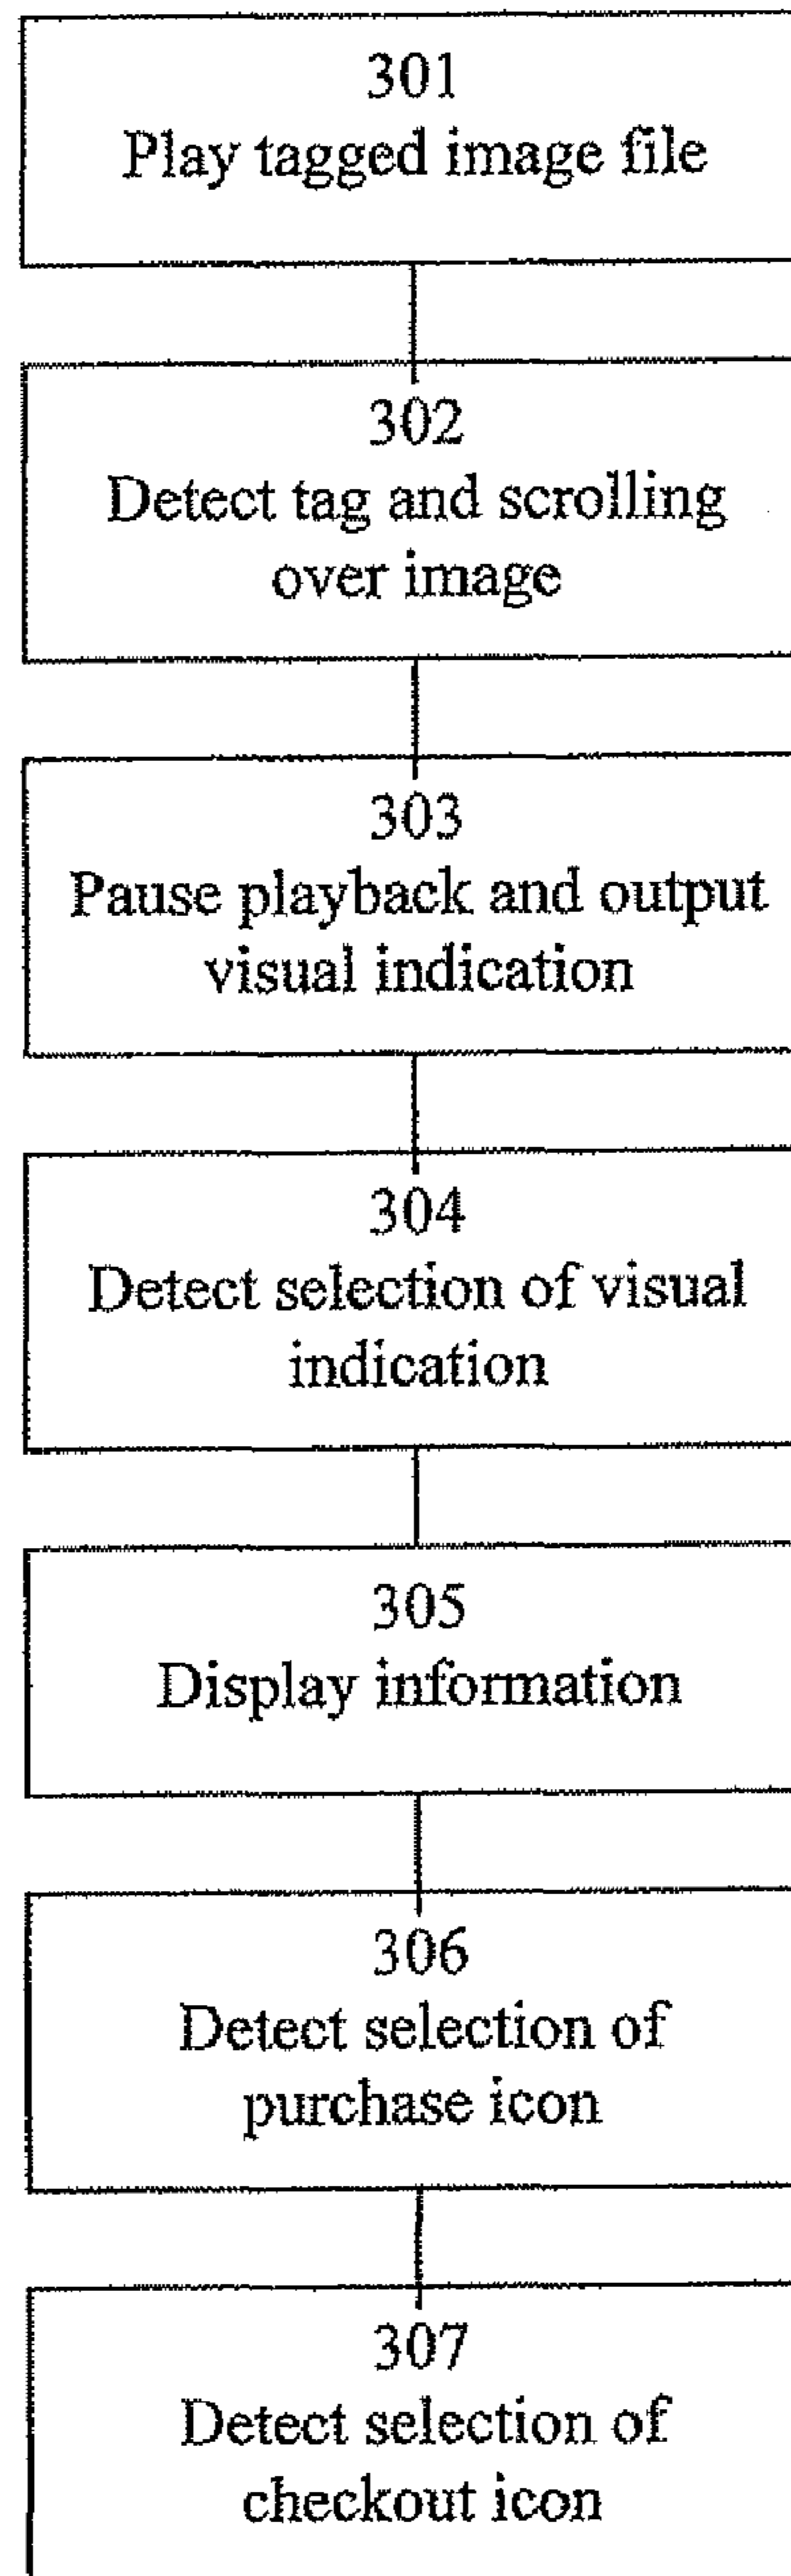 301
Play tagged image file
302
Detect tag and scrolling
over image
303
Pause playback and output
visual indication
304
Detect selection of visual
indication
305
Display information
306
Detect selection of
purchase icon
307
Detect selection of
checkout icon